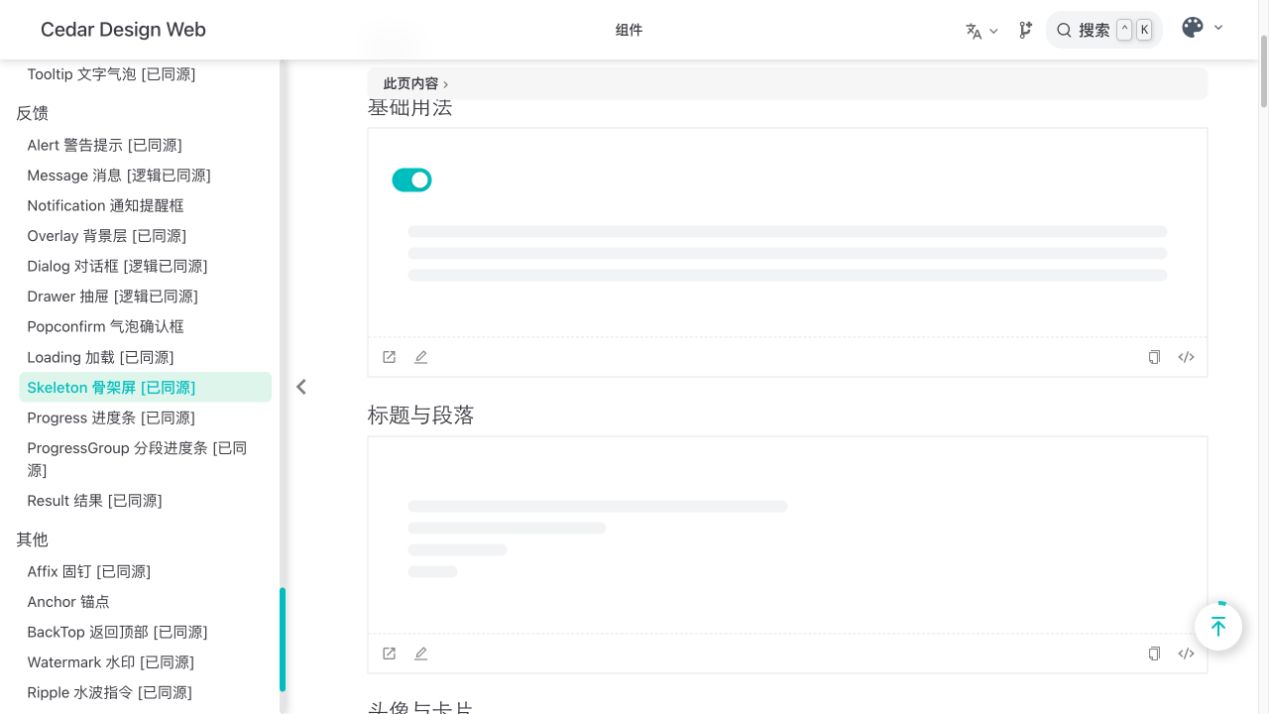 Cedar Design Web
组件
搜索 ^ K
Tooltip 文字气泡 [已同源]
反馈
Alert 警告提示 [已同源]
Message 消息 [逻辑已同源]
Notification 通知提醒框
Overlay 背景层 [已同源]
Dialog 对话框 [逻辑已同源]
Drawer 抽屉 [逻辑已同源]
Popconfirm 气泡确认框
Loading 加载 [已同源]
Skeleton 骨架屏 [已同源]
Progress 进度条 [已同源]
ProgressGroup 分段进度条 [已同
源]
Result 结果 [已同源]
其他
Affix 固钉 [已同源]
Anchor 锚点
BackTop 返回顶部 [已同源]
Watermark 水印 [已同源]
Ripple 水波指令 [已同源]
此页内容 ›
基础用法
标题与段落
头像与卡片